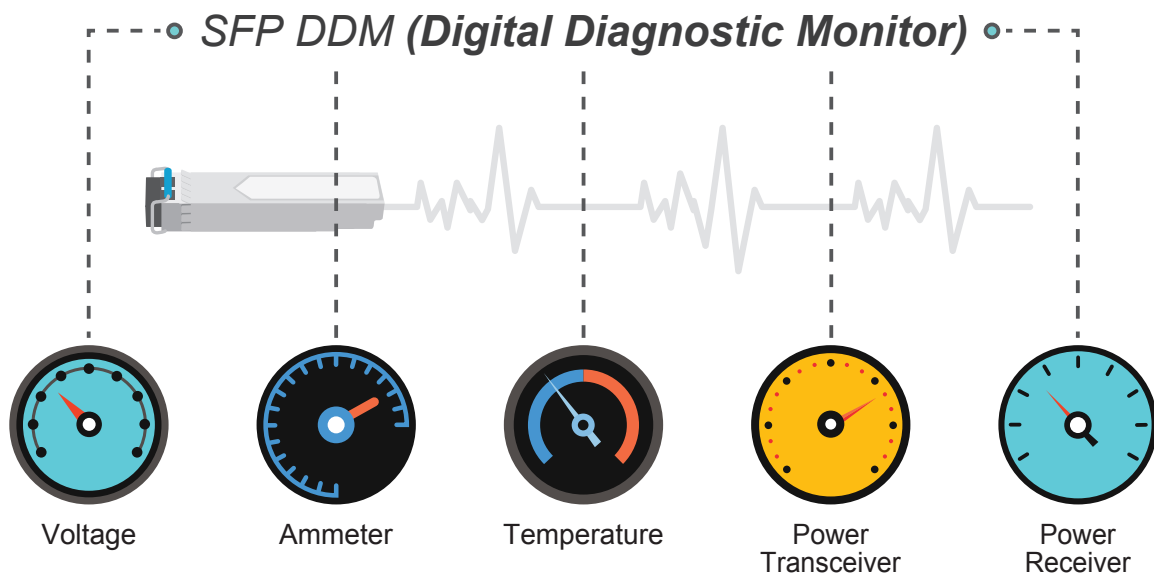 SFP DDM (Digital Diagnostic Monitor)
Voltage
Ammeter
Temperature
Power
Transceiver
Power
Receiver